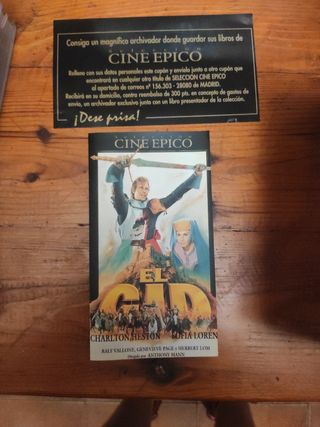 Consiga un magnífico archivador donde guardar sus libros de
SELECCIÓN
CINE EPICO
Rellene con sus datos personales este cupón y envíelo junto a otro cupón que
encontrará en cualquier otro título de SELECCIÓN CINE EPICO
al apartado de correos nº 156.303 - 28080 de MADRID.
Recibirá en su domicilio, contra reembolso de 300 pts. en concepto de gastos de
envío, un archivador exclusivo junto con un libro presentador de la colección.
¡Dese prisa!
CINE EPICO
EL
CID
CHARLTON HESTON SOFIA LOREN
RALF VALLONE, GENEVIEVE PAGE e HERBERT LOM
Dirigida por ANTHONY MANN